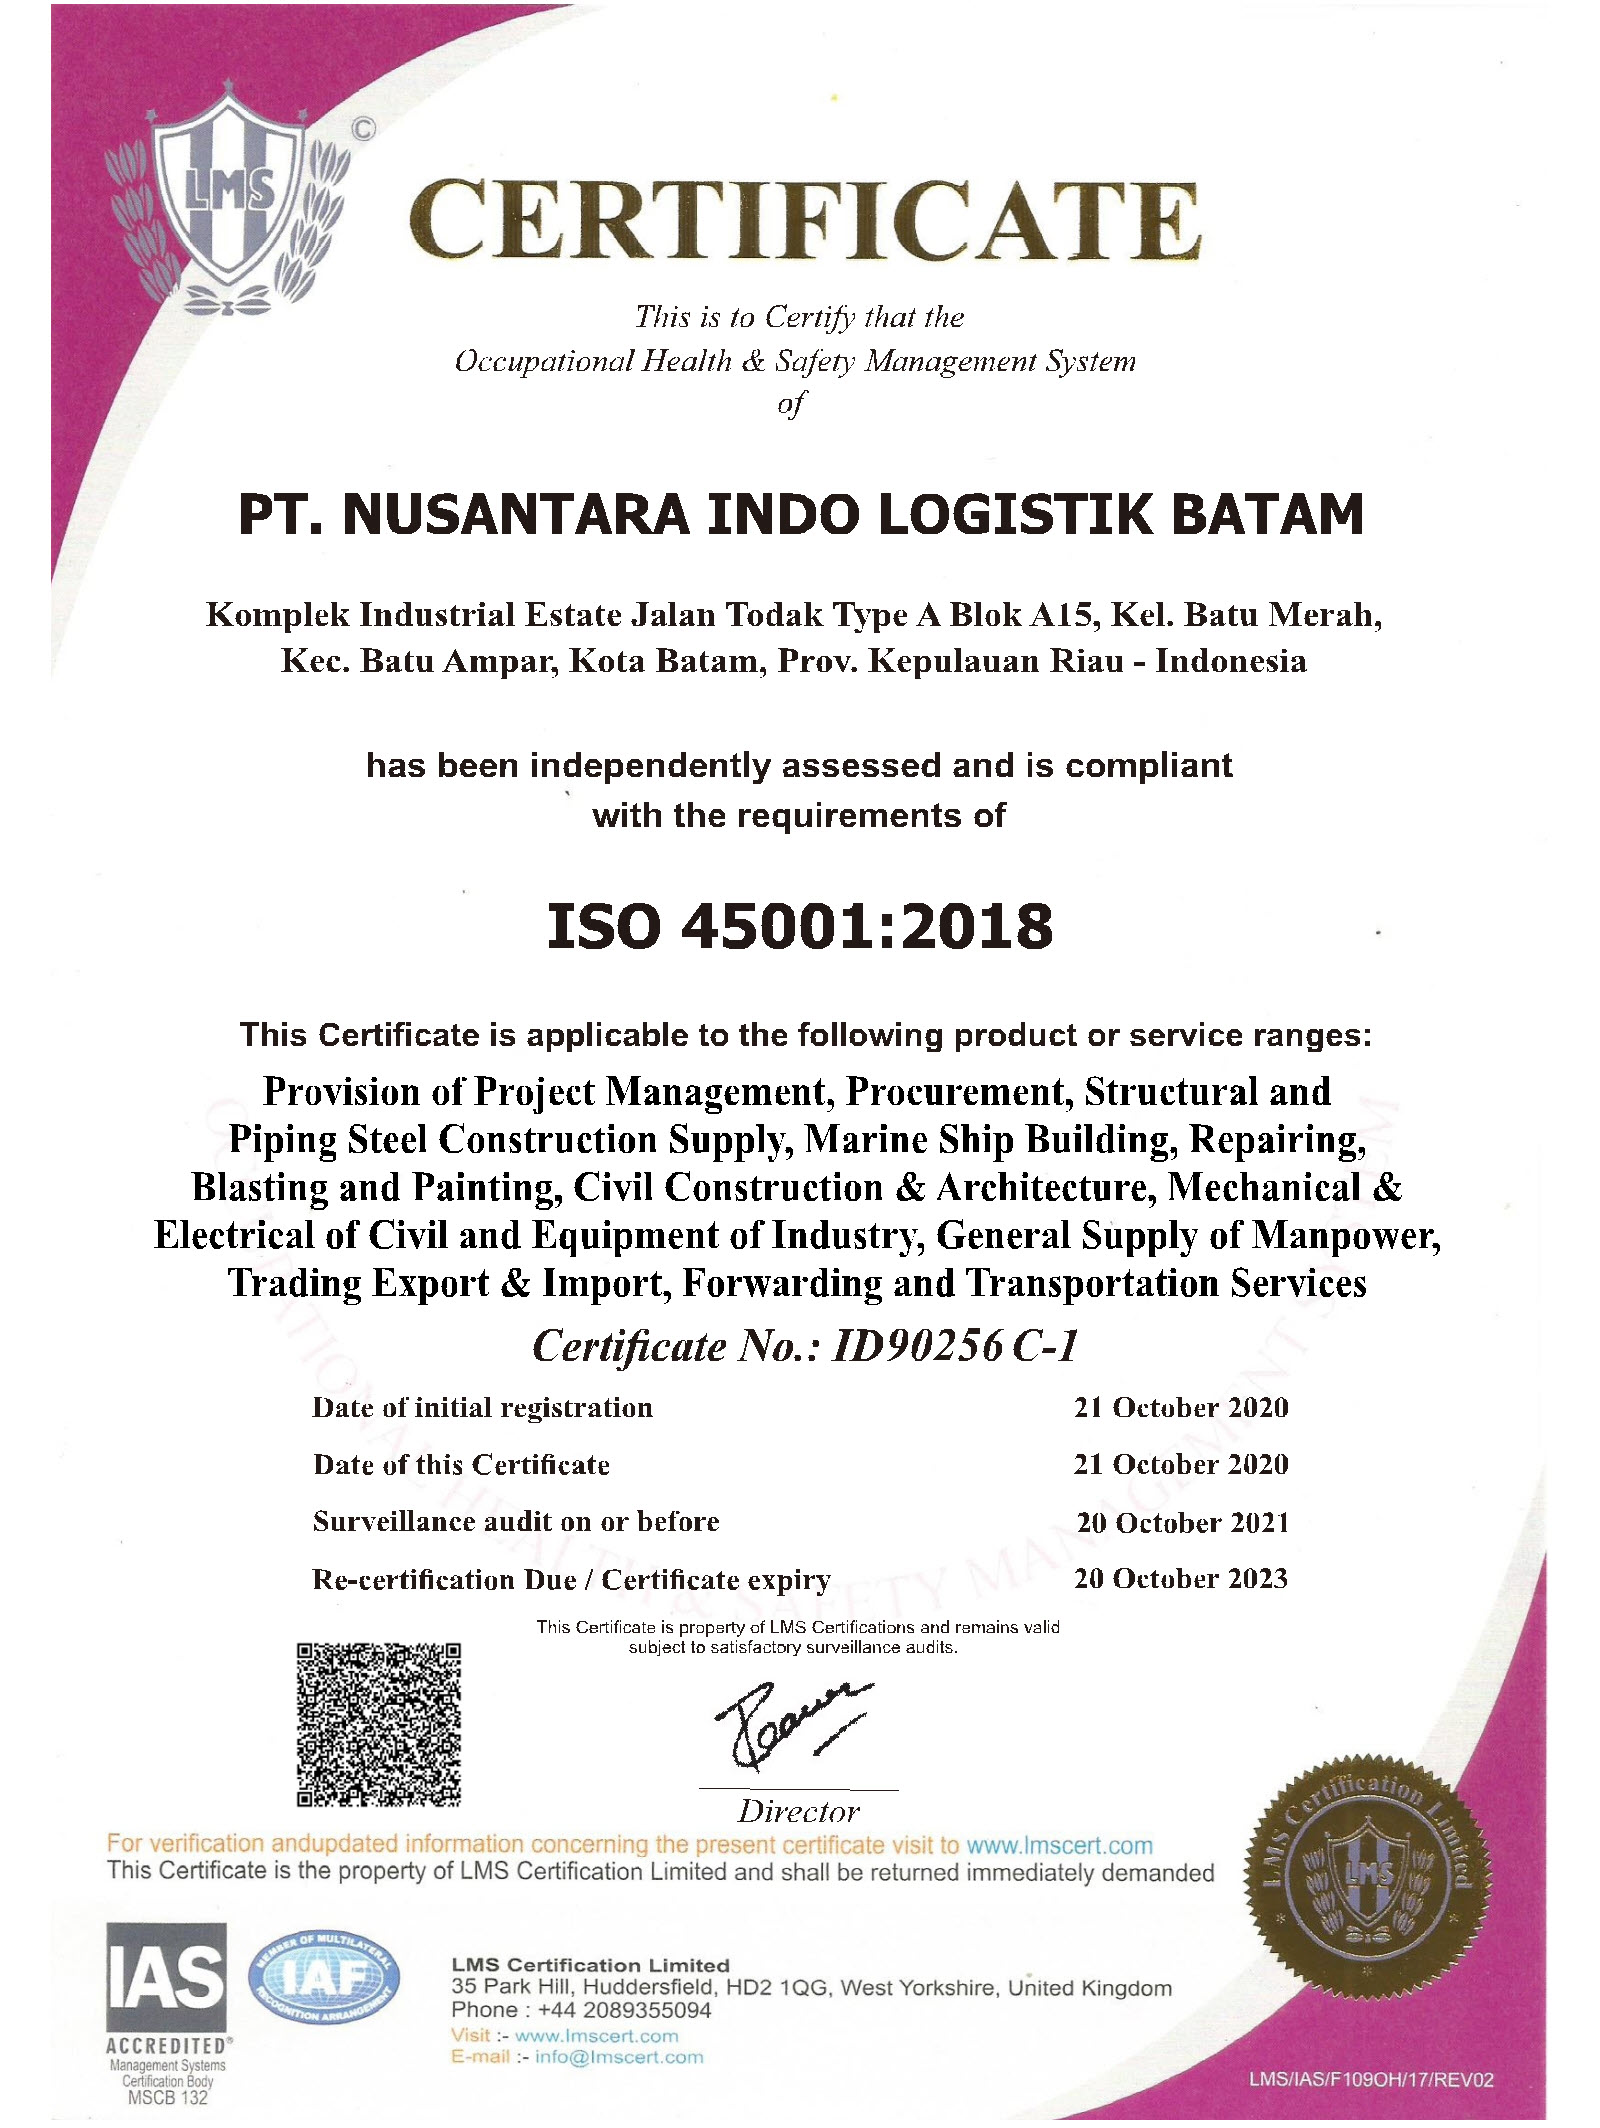 LMS
©
CERTIFICATE
This is to Certify that the
Occupational Health & Safety Management System
of
PT. NUSANTARA INDO LOGISTIK BATAM
Komplek Industrial Estate Jalan Todak Type A Blok A15, Kel. Batu Merah,
Kec. Batu Ampar, Kota Batam, Prov. Kepulauan Riau - Indonesia
has been independently assessed and is compliant
with the requirements of
ISO 45001:2018
This Certificate is applicable to the following product or service ranges:
Provision of Project Management, Procurement, Structural and
Piping Steel Construction Supply, Marine Ship Building, Repairing,
Blasting and Painting, Civil Construction & Architecture, Mechanical &
Electrical of Civil and Equipment of Industry, General Supply of Manpower,
Trading Export & Import, Forwarding and Transportation Services
OCCUPATIONAL HEALTH & SAFETY MANAGEMENT SYSTEM
Certificate No.: ID90256 C-1
Date of initial registration 21 October 2020
Date of this Certificate 21 October 2020
Surveillance audit on or before 20 October 2021
Re-certification Due / Certificate expiry 20 October 2023
This Certificate is property of LMS Certifications and remains valid
subject to satisfactory surveillance audits.
Director
For verification andupdated information concerning the present certificate visit to www.lmscert.com
This Certificate is the property of LMS Certification Limited and shall be returned immediately demanded
LMS Certification Limited
LMS
IAS
ACCREDITED®
Management Systems
Certification Body
MSCB 132
MEMBER OF MULTILATERAL
IAF
RECOGNITION ARRANGEMENT
LMS Certification Limited
35 Park Hill, Huddersfield, HD2 1QG, West Yorkshire, United Kingdom
Phone : +44 2089355094
Visit :- www.lmscert.com
E-mail :- info@lmscert.com
LMS/IAS/F109OH/17/REV02